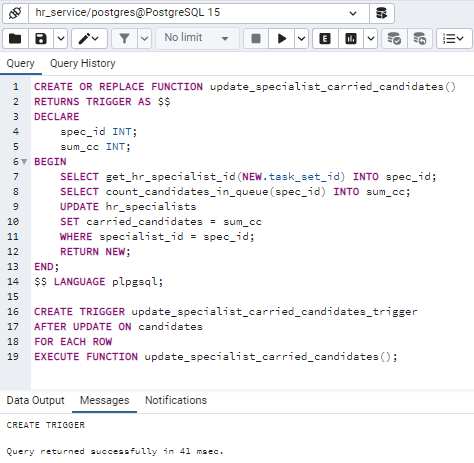 hr_service/postgres@PostgreSQL 15
No limit
E
Query Query History
1 CREATE OR REPLACE FUNCTION update_specialist_carried_candidates()
2 RETURNS TRIGGER AS $$
3 DECLARE
4 spec_id INT;
5 sum_cc INT;
6 BEGIN
7 SELECT get_hr_specialist_id(NEW.task_set_id) INTO spec_id;
8 SELECT count_candidates_in_queue(spec_id) INTO sum_cc;
9 UPDATE hr_specialists
10 SET carried_candidates = sum_cc
11 WHERE specialist_id = spec_id;
12 RETURN NEW;
13 END;
14 $$ LANGUAGE plpgsql;
15
16 CREATE TRIGGER update_specialist_carried_candidates_trigger
17 AFTER UPDATE ON candidates
18 FOR EACH ROW
19 EXECUTE FUNCTION update_specialist_carried_candidates();
Data Output Messages Notifications
CREATE TRIGGER
Query returned successfully in 41 msec.